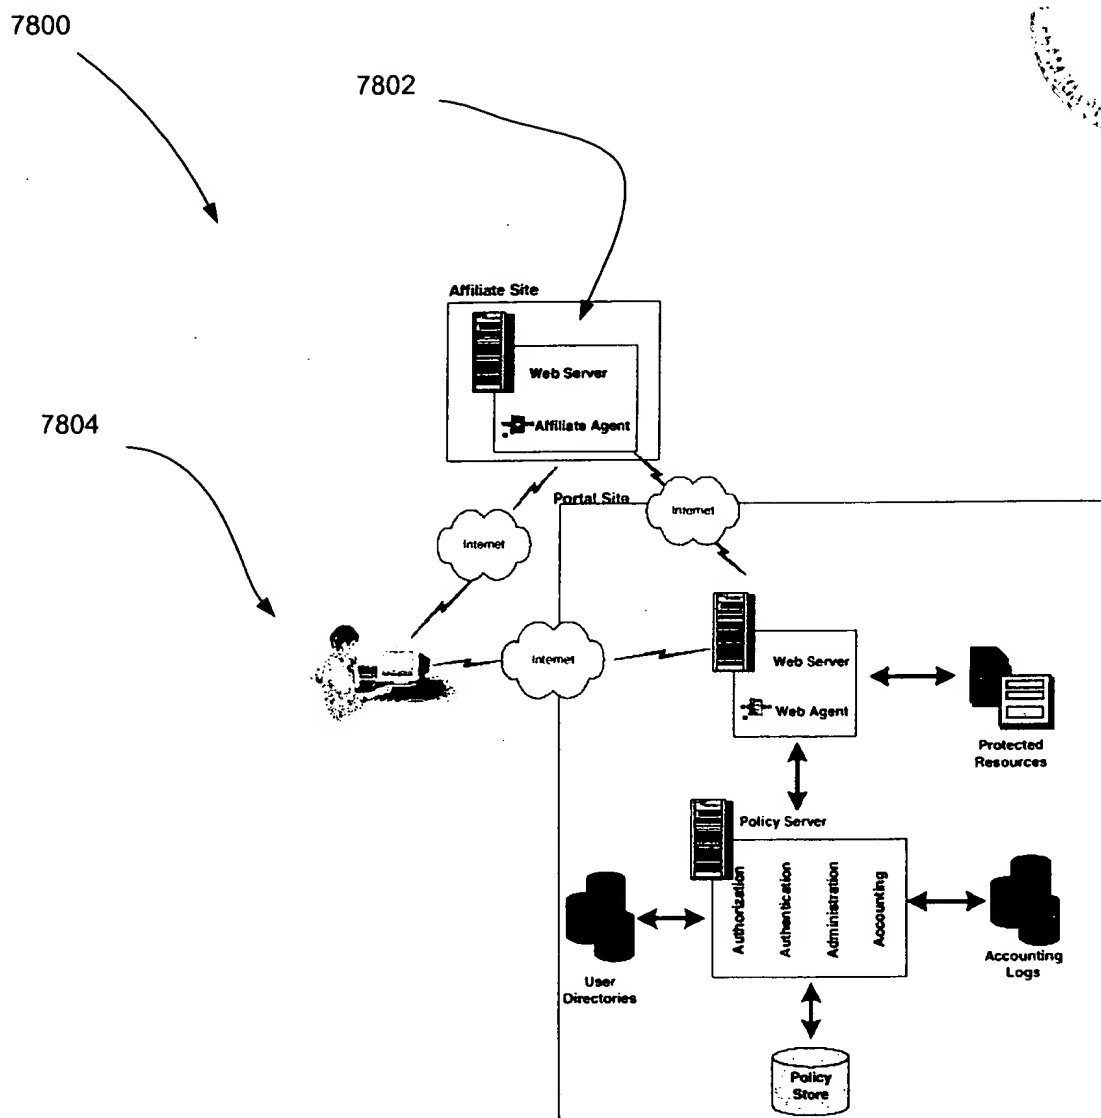 7800
7802
Affiliate Site
Web Server
Affiliate Agent
7804
Portal Site
Internet
Internet
Internet
Web Server
Web Agent
Protected
Resources
Policy Server
Authorization
Authentication
Administration
Accounting
User
Directories
Accounting
Logs
Policy
Store